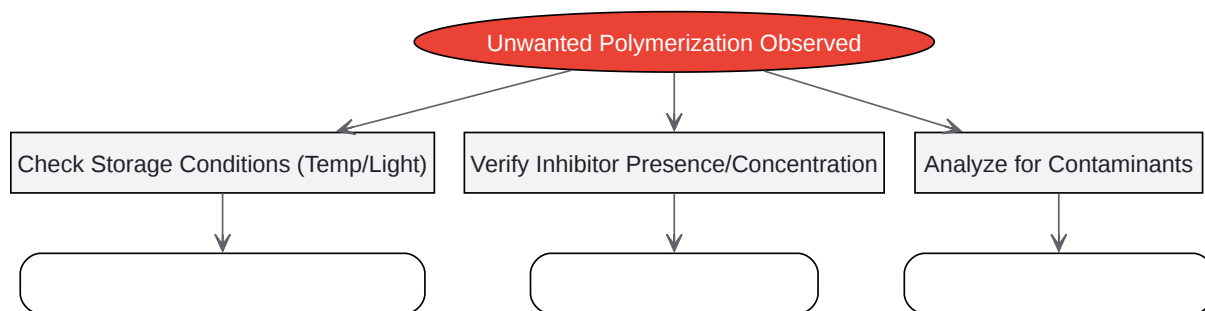 Unwanted Polymerization Observed
Check Storage Conditions (Temp/Light)
Verify Inhibitor Presence/Concentration
Analyze for Contaminants